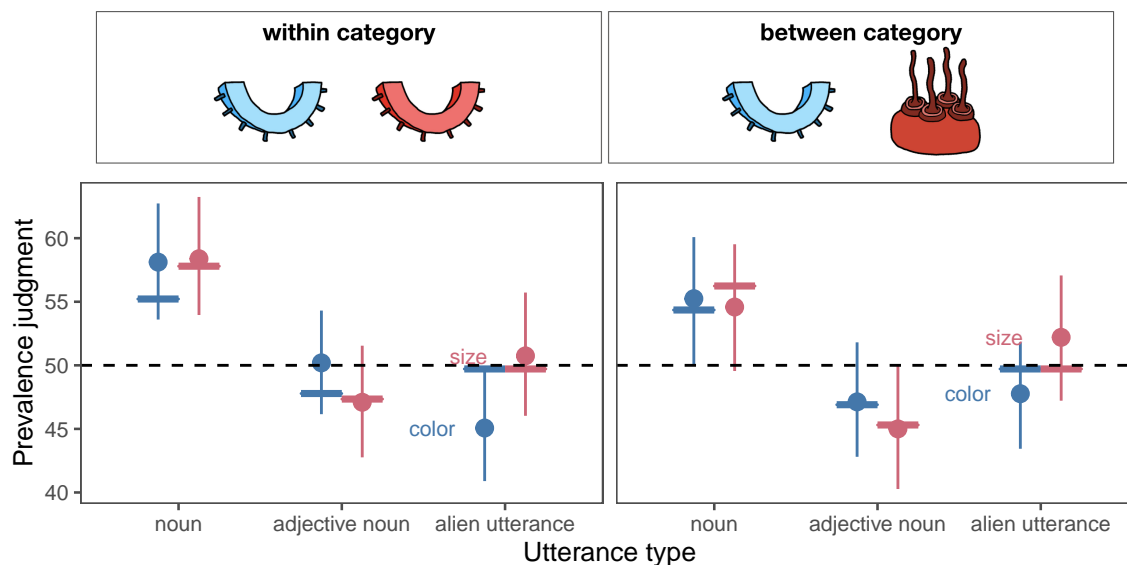 within category
between category
Prevalence judgment
60
55
50
45
40
size
color
size
color
noun
adjective noun
alien utterance
noun
adjective noun
alien utterance
Utterance type